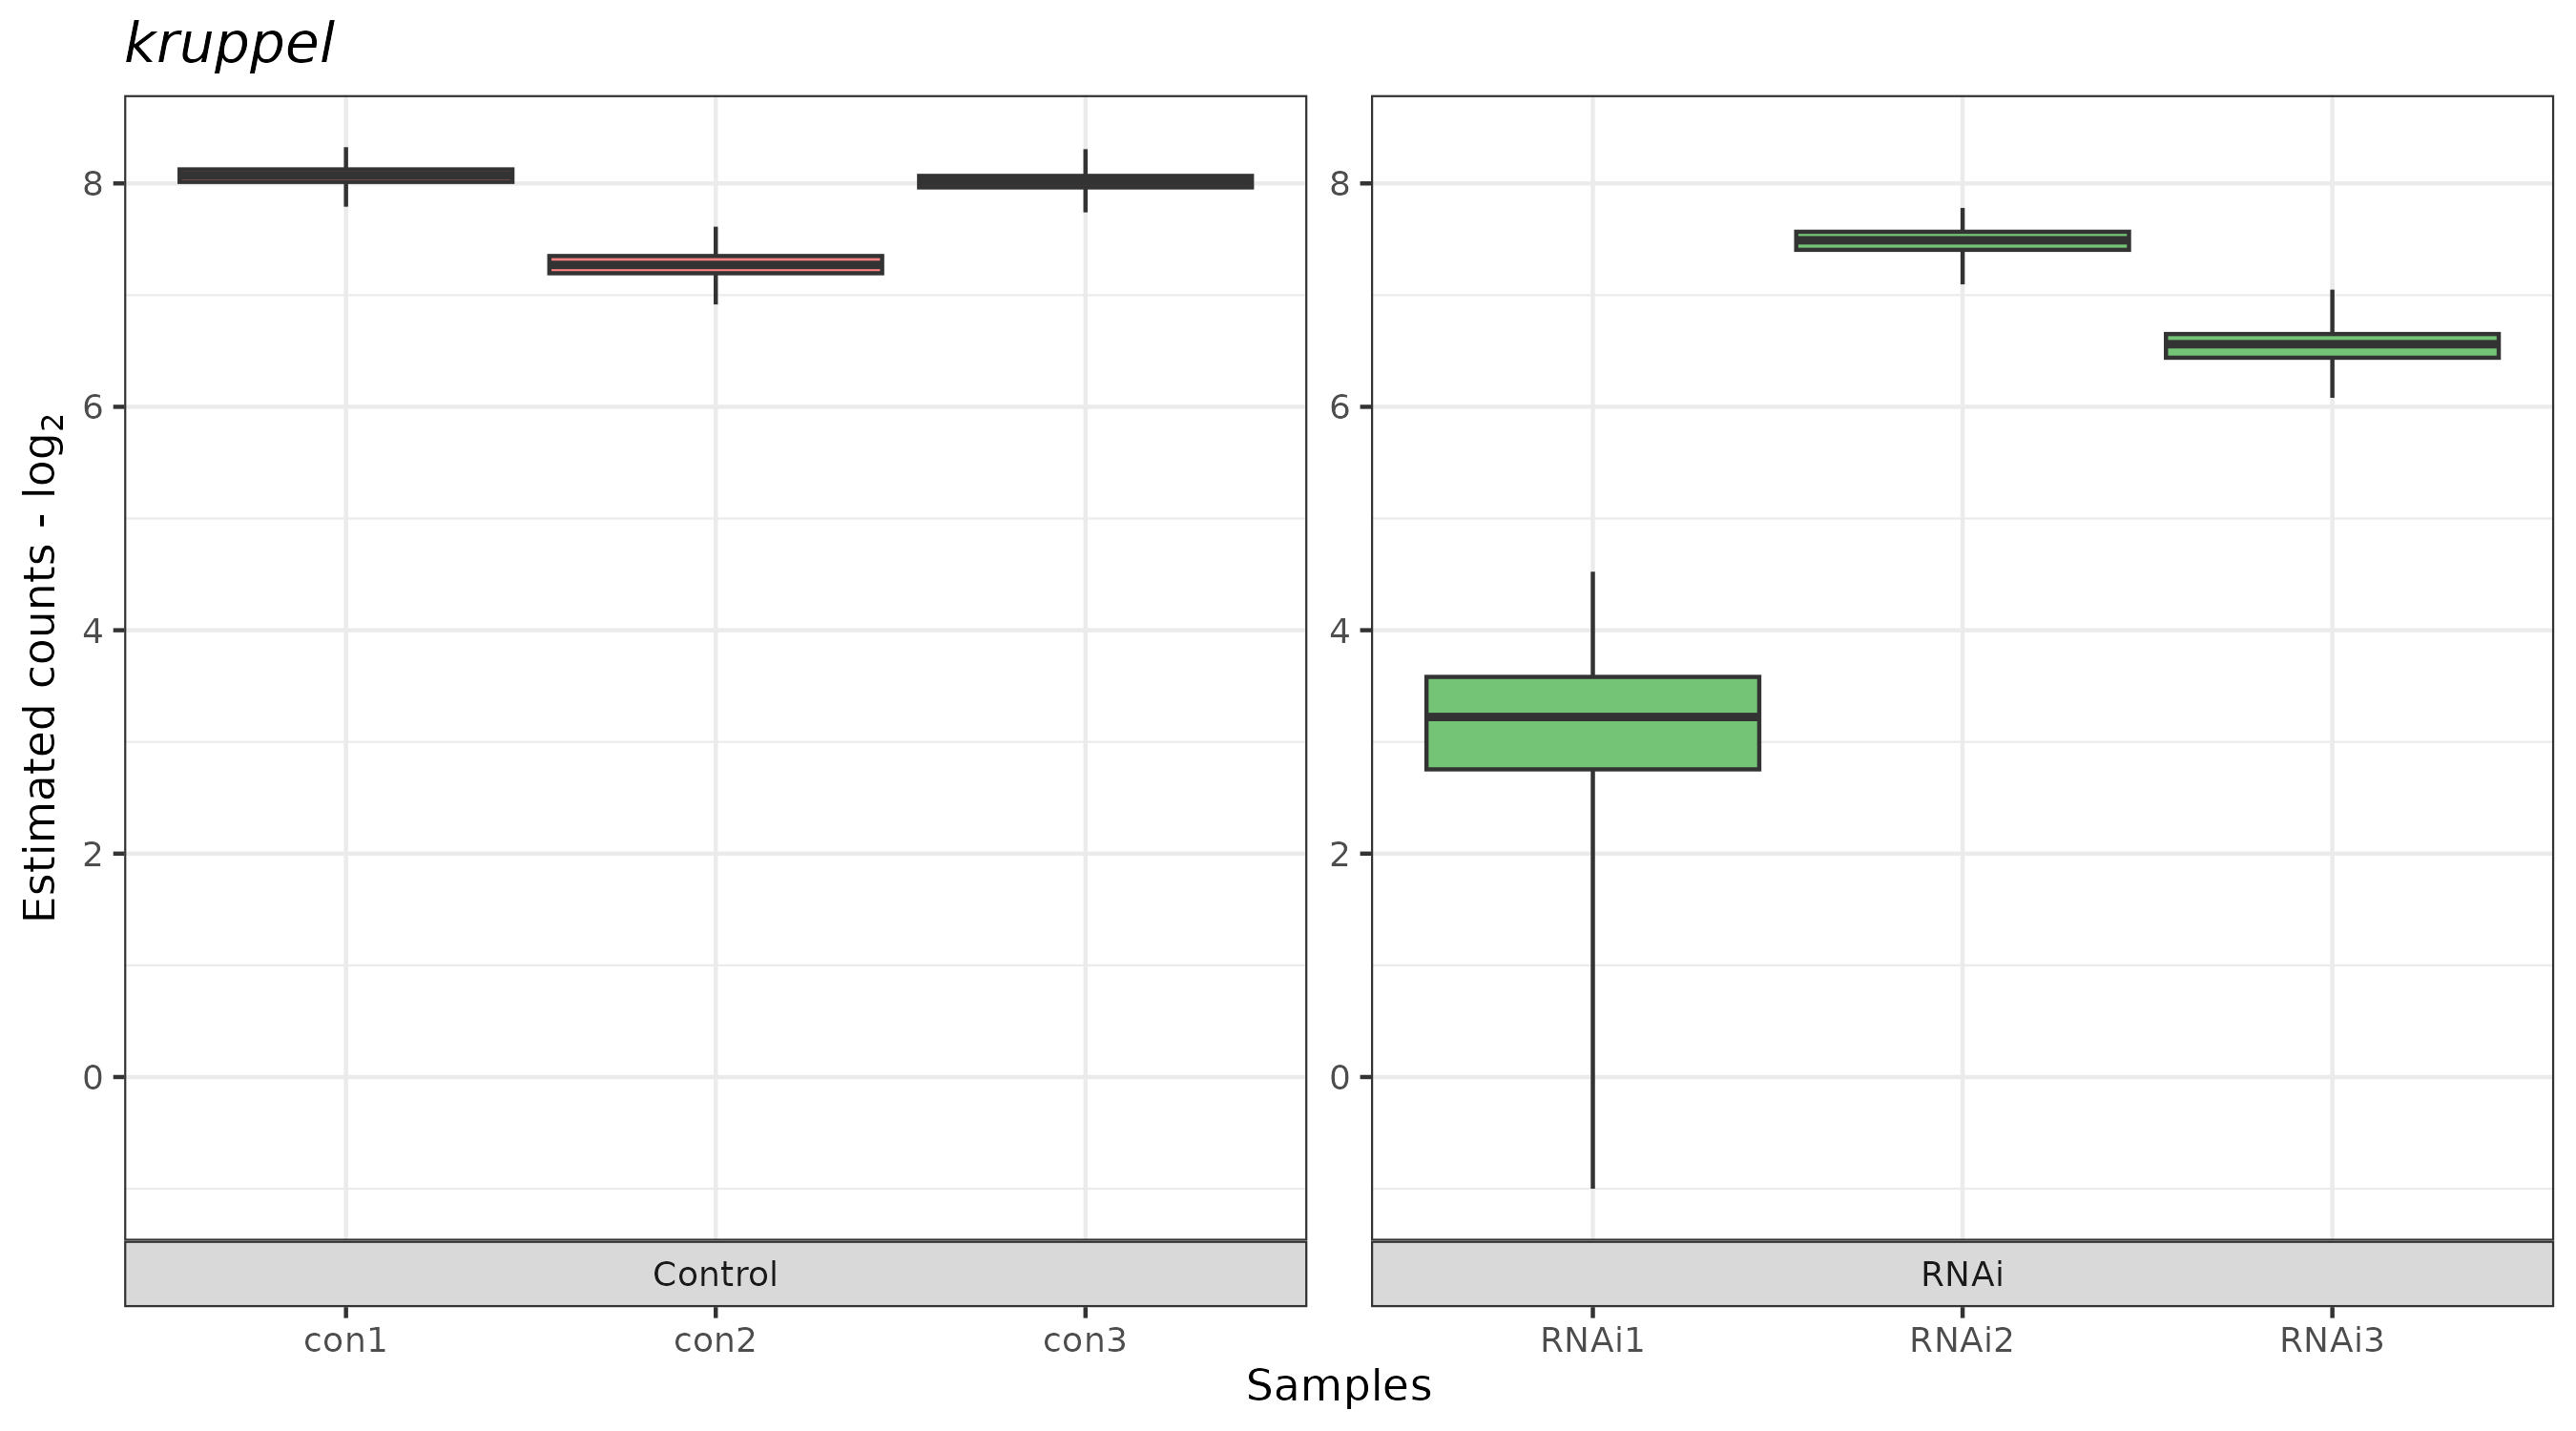 kruppel
Estimated counts - log2
8
6
4
2
0
8
6
4
2
0
Control
RNAi
con1 con2 con3
RNAi1 RNAi2 RNAi3
Samples